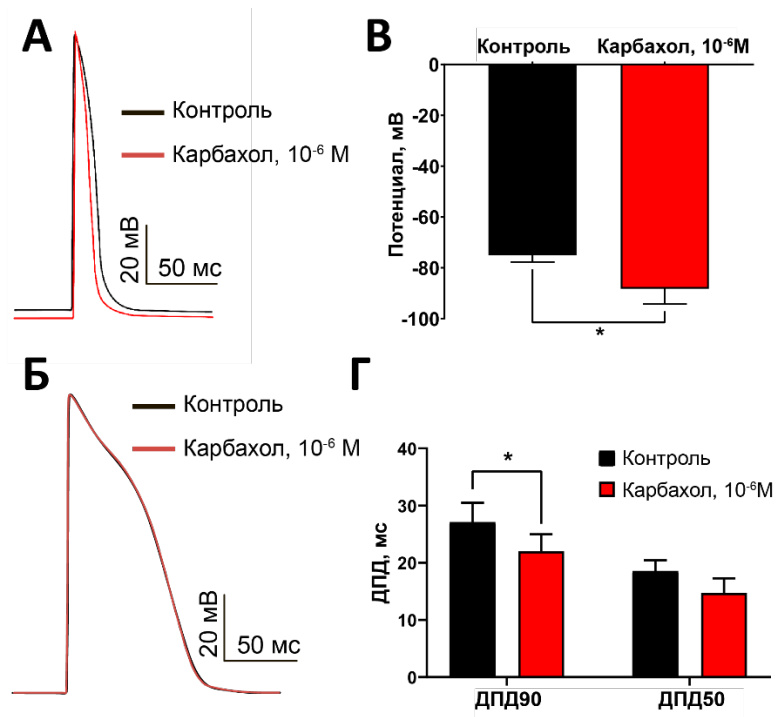 А
Контроль
Карбахол, 10⁻⁶ М
20 мВ
50 мс
В
Контроль
Карбахол, 10⁻⁶М
0
-20
-40
-60
-80
-100
Потенциал, мВ
*
Б
Контроль
Карбахол, 10⁻⁶ М
20 мВ
50 мс
Г
Контроль
Карбахол, 10⁻⁶М
*
40
30
20
10
0
ДПД, мс
ДПД90
ДПД50